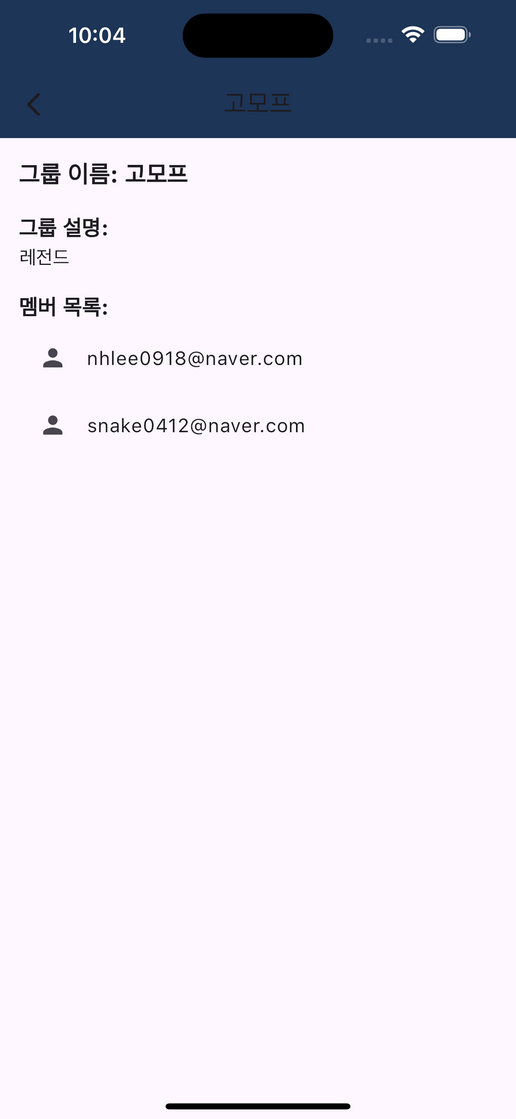 10:04
고모프
그룹 이름: 고모프
그룹 설명:
레전드
멤버 목록:
nhlee0918@naver.com
snake0412@naver.com